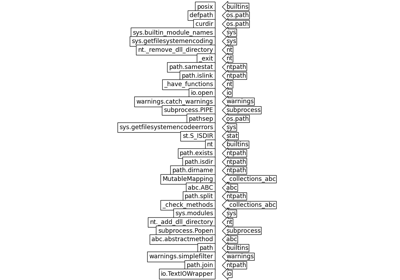 posix builtins
defpath os.path
curdir os.path
sys.builtin_module_names sys
sys.getfilesystemencoding sys
nt._remove_dll_directory nt
_exit nt
path.samestat ntpath
path.islink ntpath
_have_functions nt
io.open io
warnings.catch_warnings warnings
subprocess.PIPE subprocess
pathsep os.path
sys.getfilesystemencodeerrors sys
st.S_ISDIR stat
nt builtins
path.exists ntpath
path.isdir ntpath
path.dirname ntpath
MutableMapping _collections_abc
abc.ABC abc
path.split ntpath
_check_methods _collections_abc
sys.modules sys
nt._add_dll_directory nt
subprocess.Popen subprocess
abc.abstractmethod abc
path builtins
warnings.simplefilter warnings
path.join ntpath
io.TextIOWrapper io